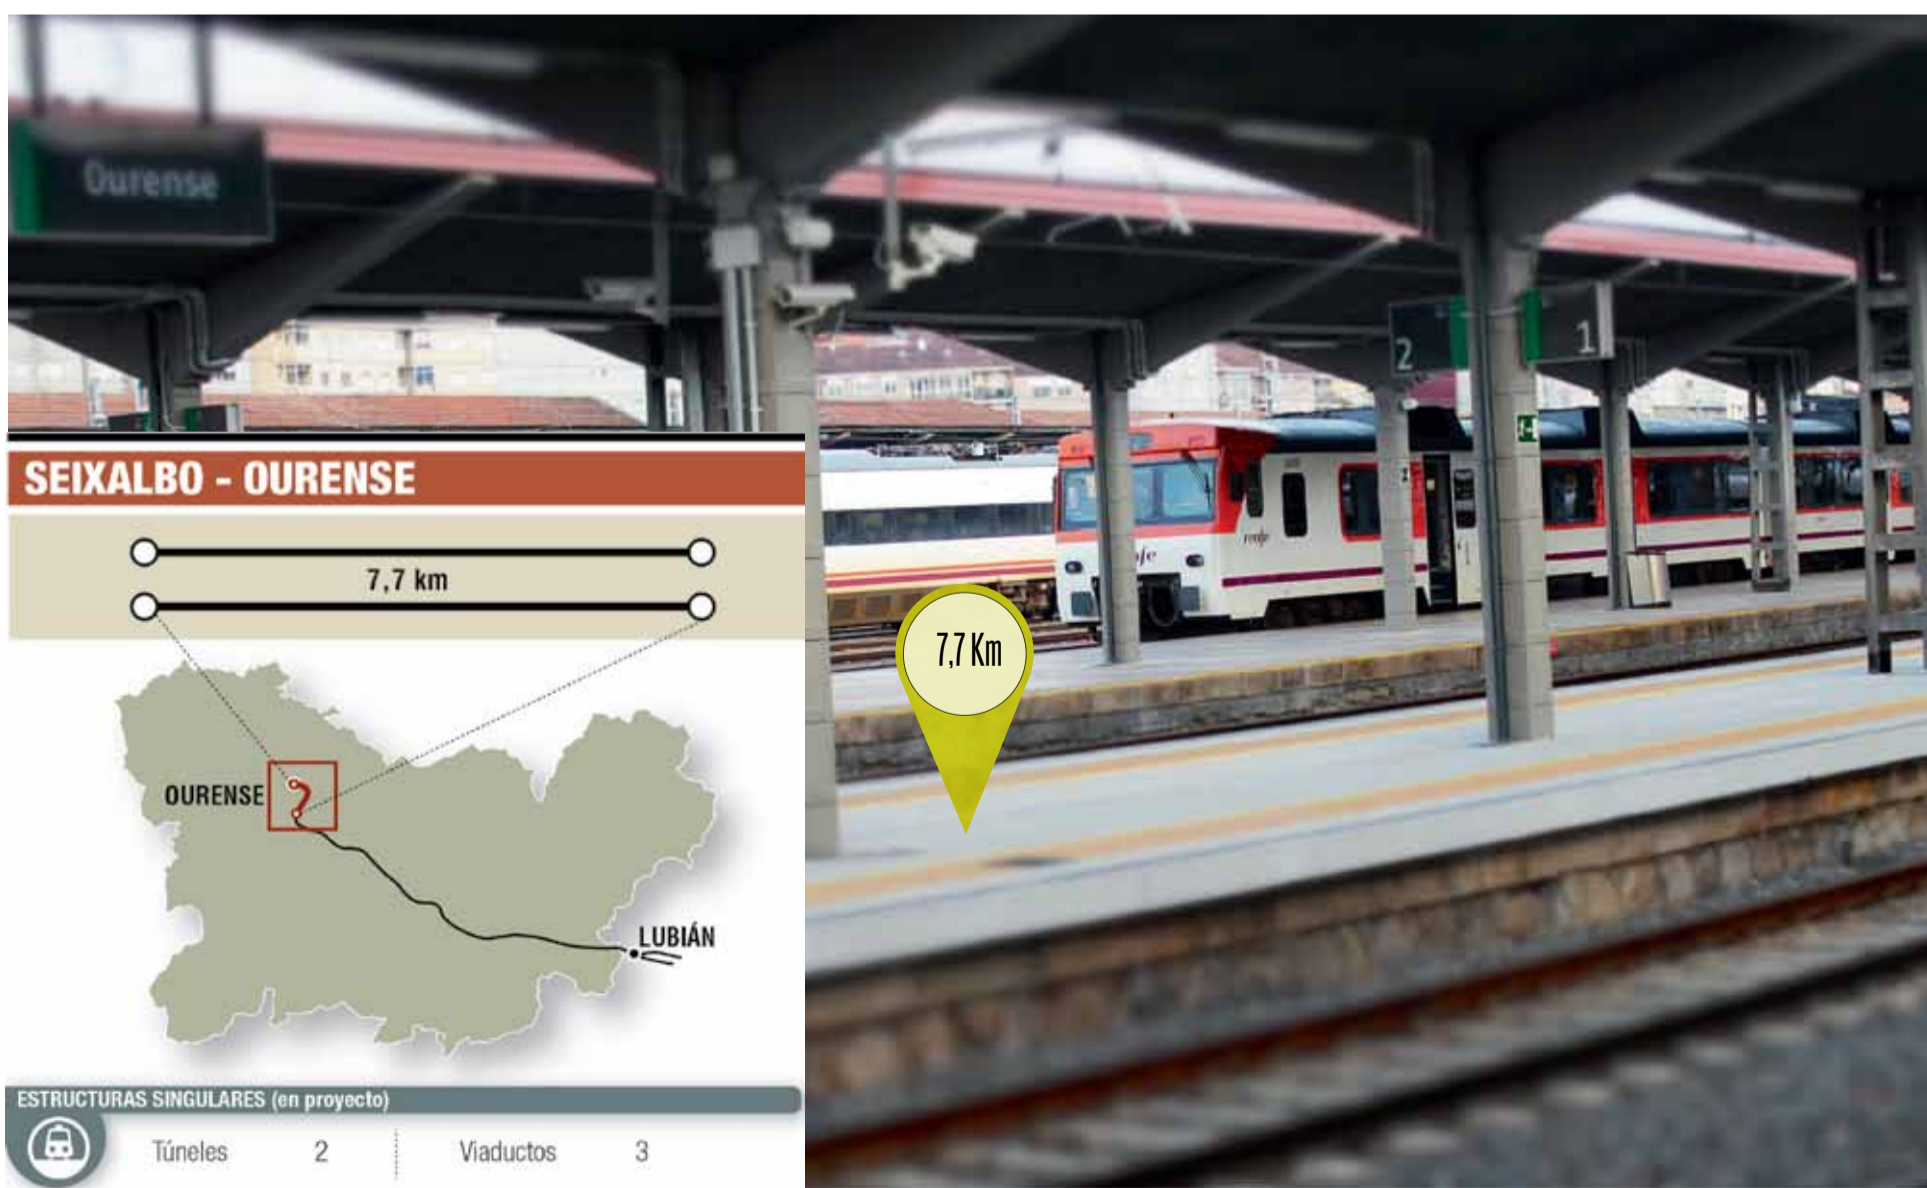 Ourense
2
1
SEIXALBO - OURENSE
7,7 km
renfe
7,7 Km
OURENSE
LUBIÁN
ESTRUCTURAS SINGULARES (en proyecto)
Túneles 2 Viaductos 3